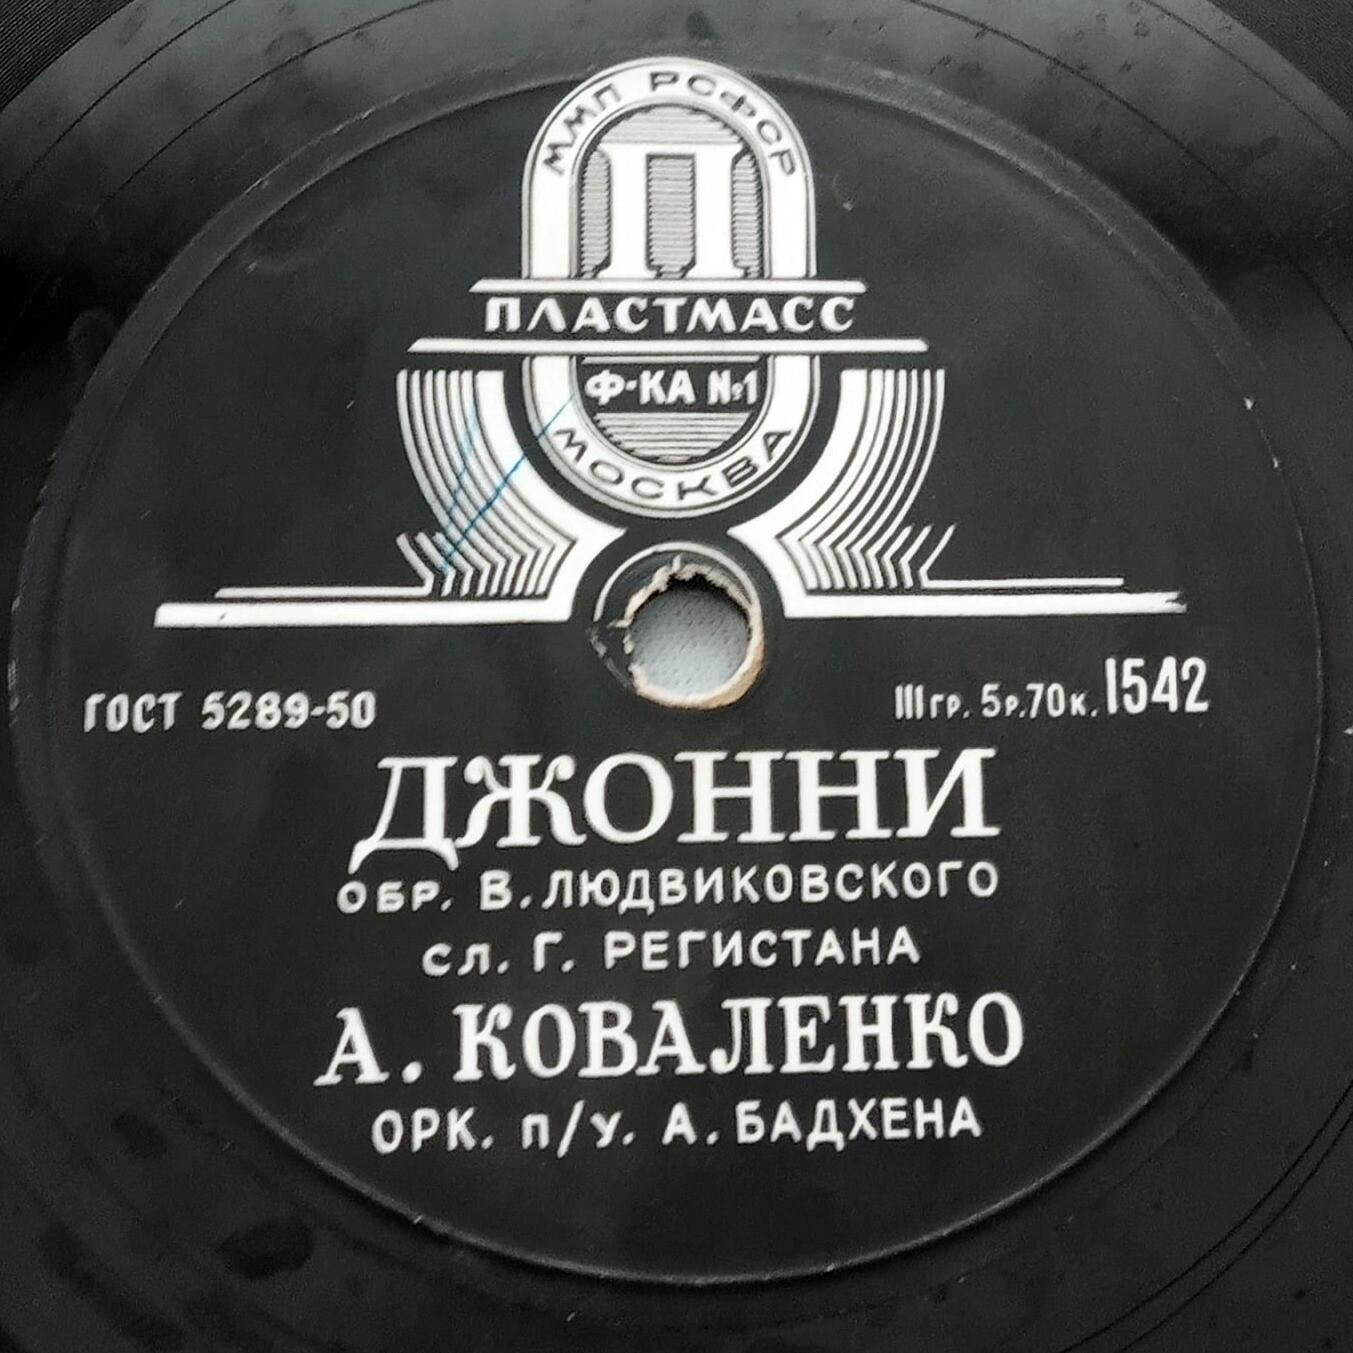 ММП РСФСР
П
ПЛАСТМАСС
Ф-КА №1
МОСКВА
ГОСТ 5289-50
III гр. 5р.70к. 1542
ДЖОННИ
ОБР. В. ЛЮДВИКОВСКОГО
СЛ. Г. РЕГИСТАНА
А. КОВАЛЕНКО
ОРК. П/У. А. БАДХЕНА